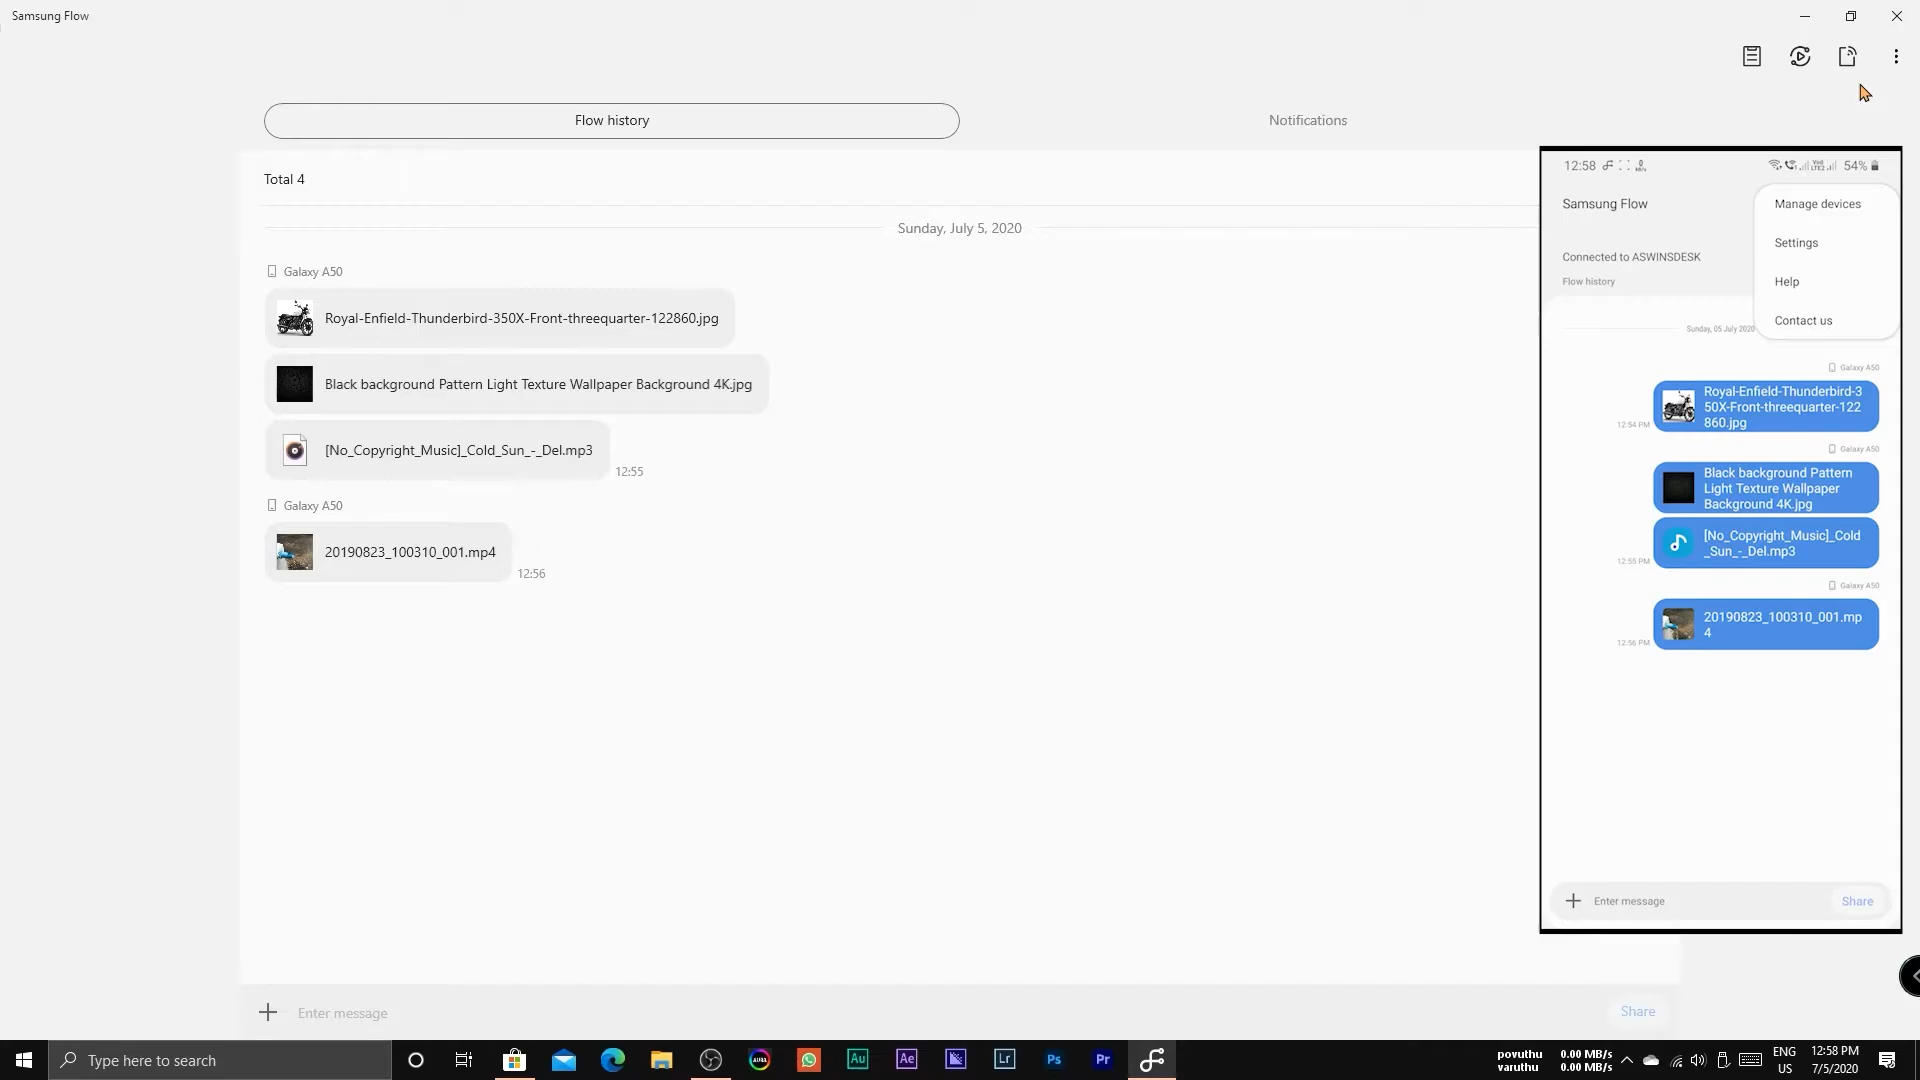 Samsung Flow
Flow history
Notifications
Total 4
Sunday, July 5, 2020
Galaxy A50
Royal-Enfield-Thunderbird-350X-Front-threequarter-122860.jpg
Black background Pattern Light Texture Wallpaper Background 4K.jpg
[No_Copyright_Music]_Cold_Sun_-_Del.mp3
12:55
Galaxy A50
20190823_100310_001.mp4
12:56
Enter message
Share
12:58
54%
Samsung Flow
Manage devices
Settings
Help
Contact us
Connected to ASWINSDESK
Flow history
Sunday, 05 July 2020
Galaxy A50
Royal-Enfield-Thunderbird-3
50X-Front-threequarter-122
860.jpg
12:54 PM
Galaxy A50
Black background Pattern
Light Texture Wallpaper
Background 4K.jpg
[No_Copyright_Music]_Cold
_Sun_-_Del.mp3
12:55 PM
Galaxy A50
20190823_100310_001.mp
4
12:56 PM
Enter message
Share
Type here to search
AURA
Au
Ae
Lr
Ps
Pr
povuthu 0.00 MB/s
varuthu 0.00 MB/s
ENG
US
12:58 PM
7/5/2020